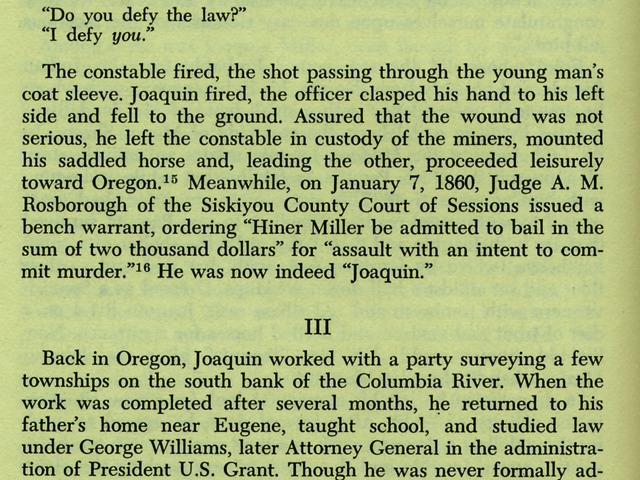 “Do you defy the law?”
“I defy you.”
The constable fired, the shot passing through the young man’s
coat sleeve. Joaquin fired, the officer clasped his hand to his left
side and fell to the ground. Assured that the wound was not
serious, he left the constable in custody of the miners, mounted
his saddled horse and, leading the other, proceeded leisurely
toward Oregon.¹⁵ Meanwhile, on January 7, 1860, Judge A. M.
Rosborough of the Siskiyou County Court of Sessions issued a
bench warrant, ordering “Hiner Miller be admitted to bail in the
sum of two thousand dollars” for “assault with an intent to com-
mit murder.”¹⁶ He was now indeed “Joaquin.”
III
Back in Oregon, Joaquin worked with a party surveying a few
townships on the south bank of the Columbia River. When the
work was completed after several months, he returned to his
father’s home near Eugene, taught school, and studied law
under George Williams, later Attorney General in the administra-
tion of President U.S. Grant. Though he was never formally ad-